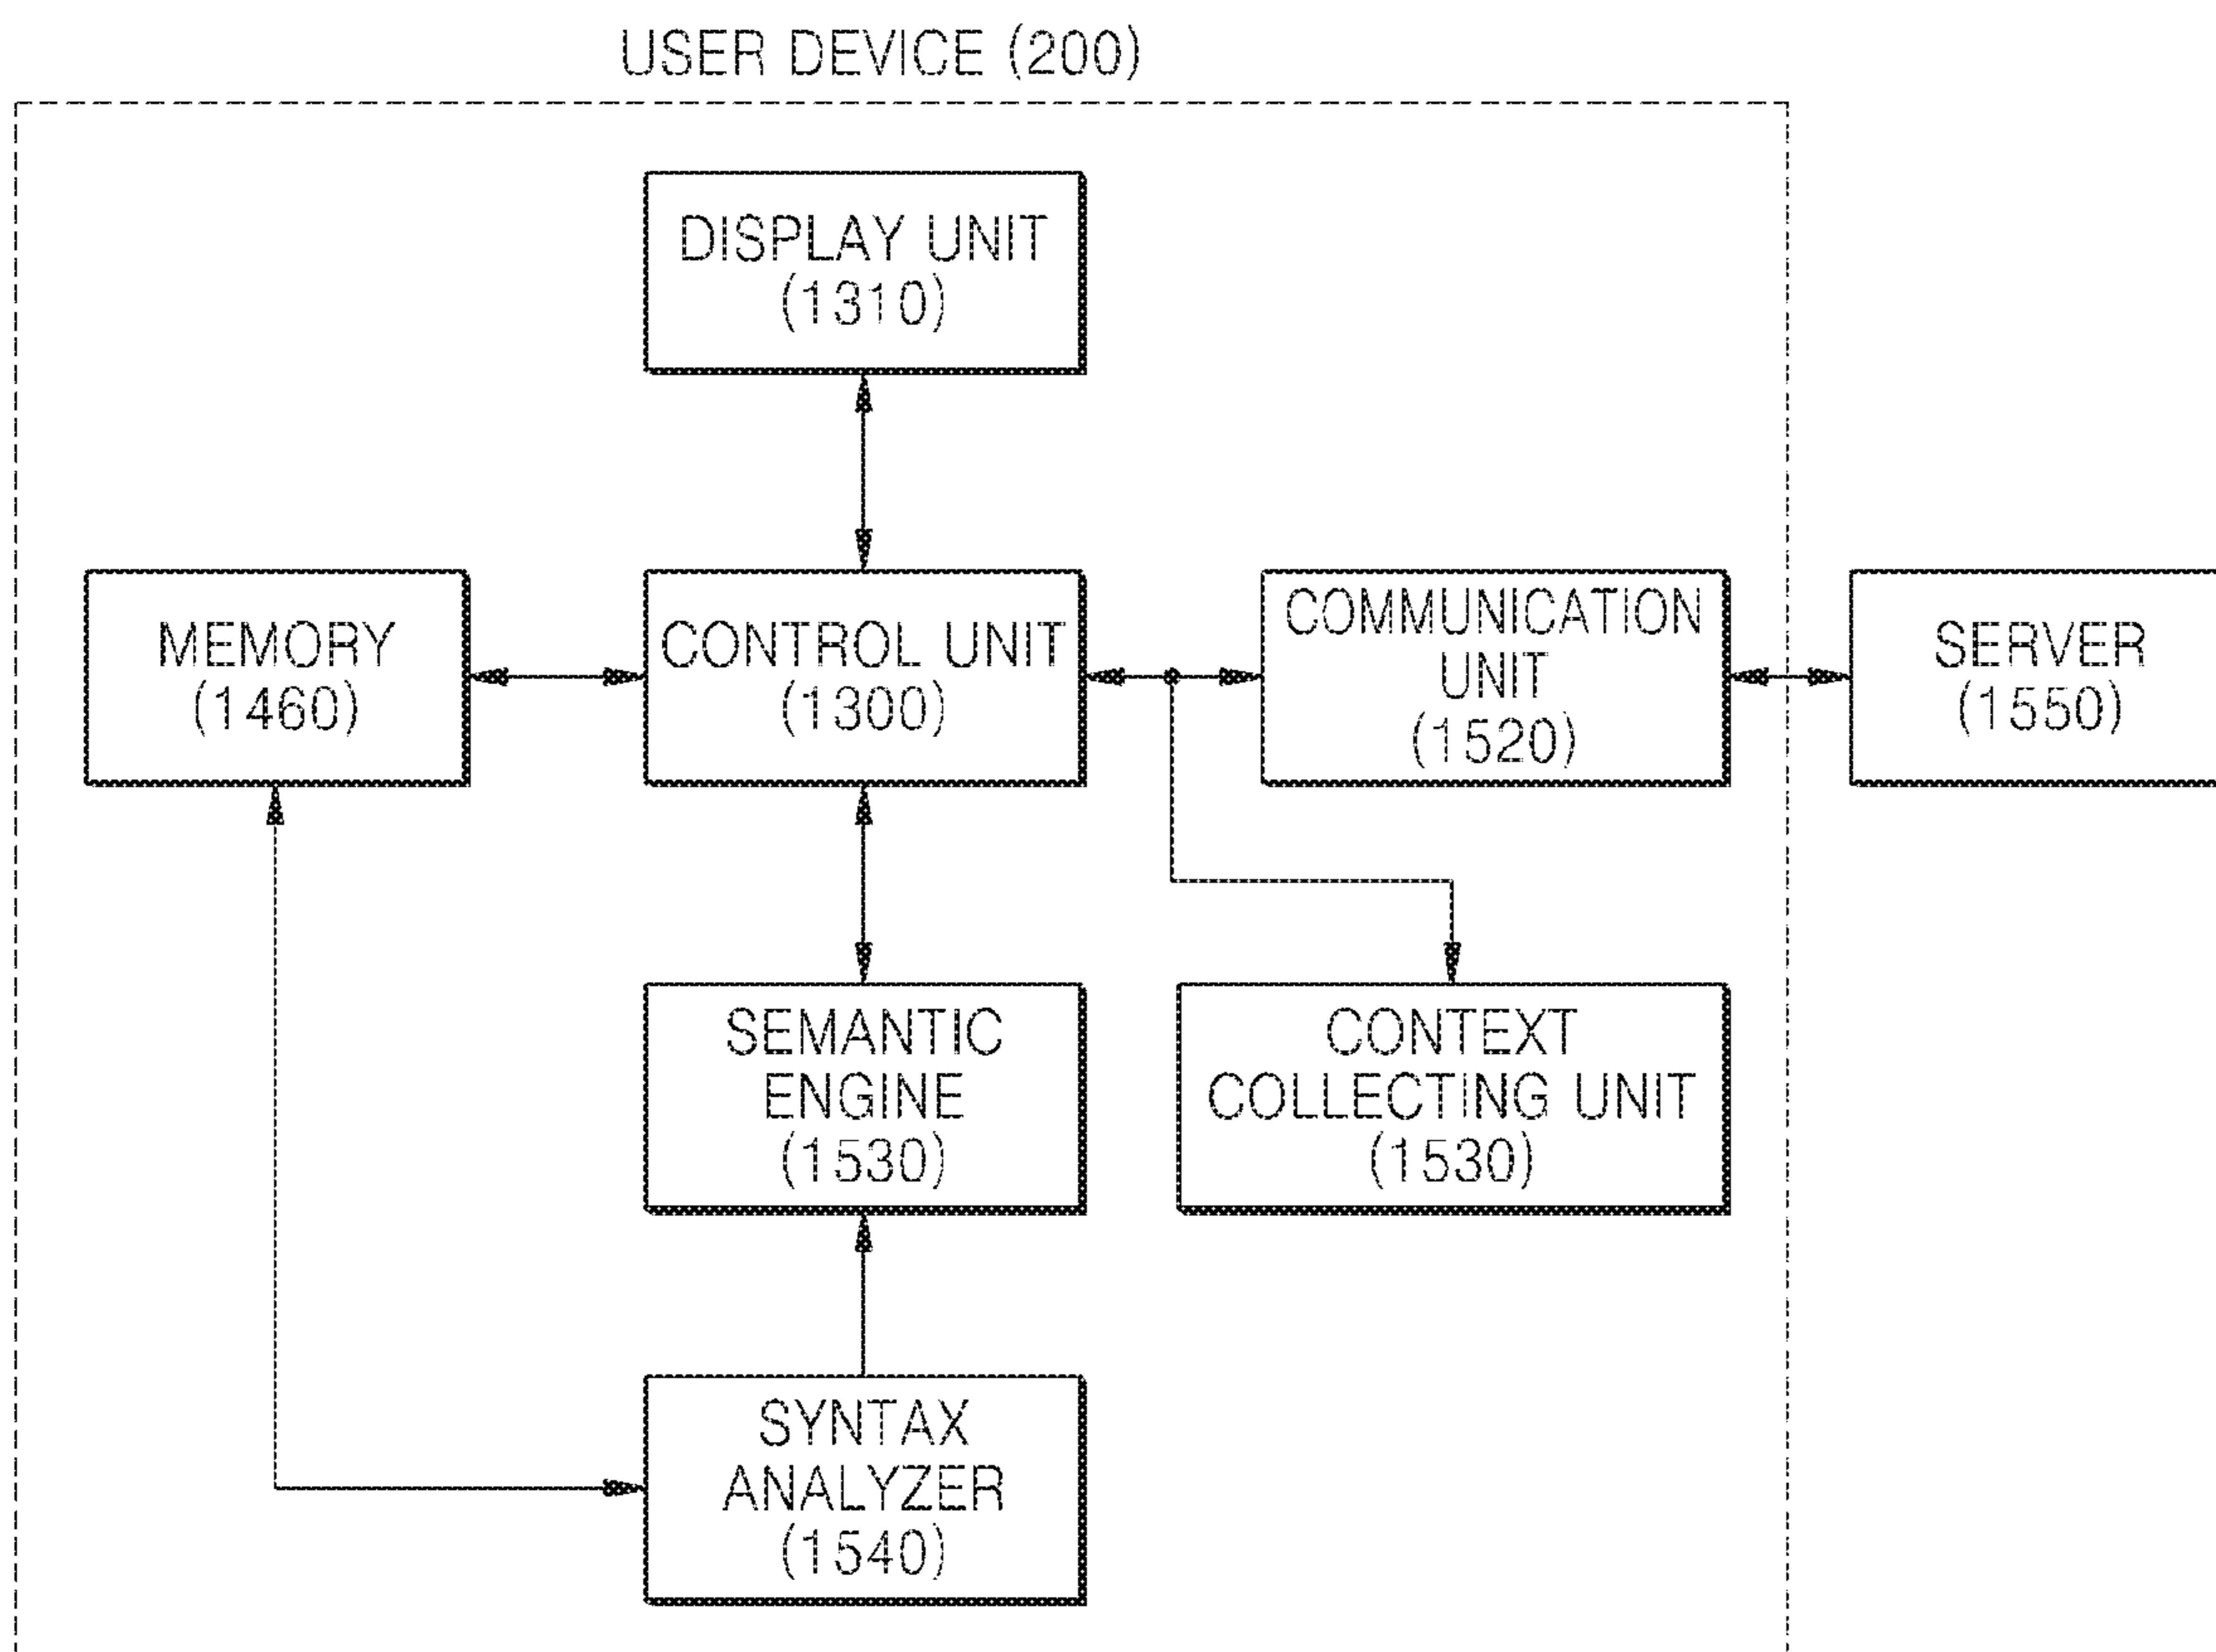 USER DEVICE (200)
DISPLAY UNIT
(1310)
MEMORY
(1460)
CONTROL UNIT
(1300)
COMMUNICATION
UNIT
(1520)
SERVER
(1550)
SEMANTIC
ENGINE
(1530)
CONTEXT
COLLECTING UNIT
(1530)
SYNTAX
ANALYZER
(1540)